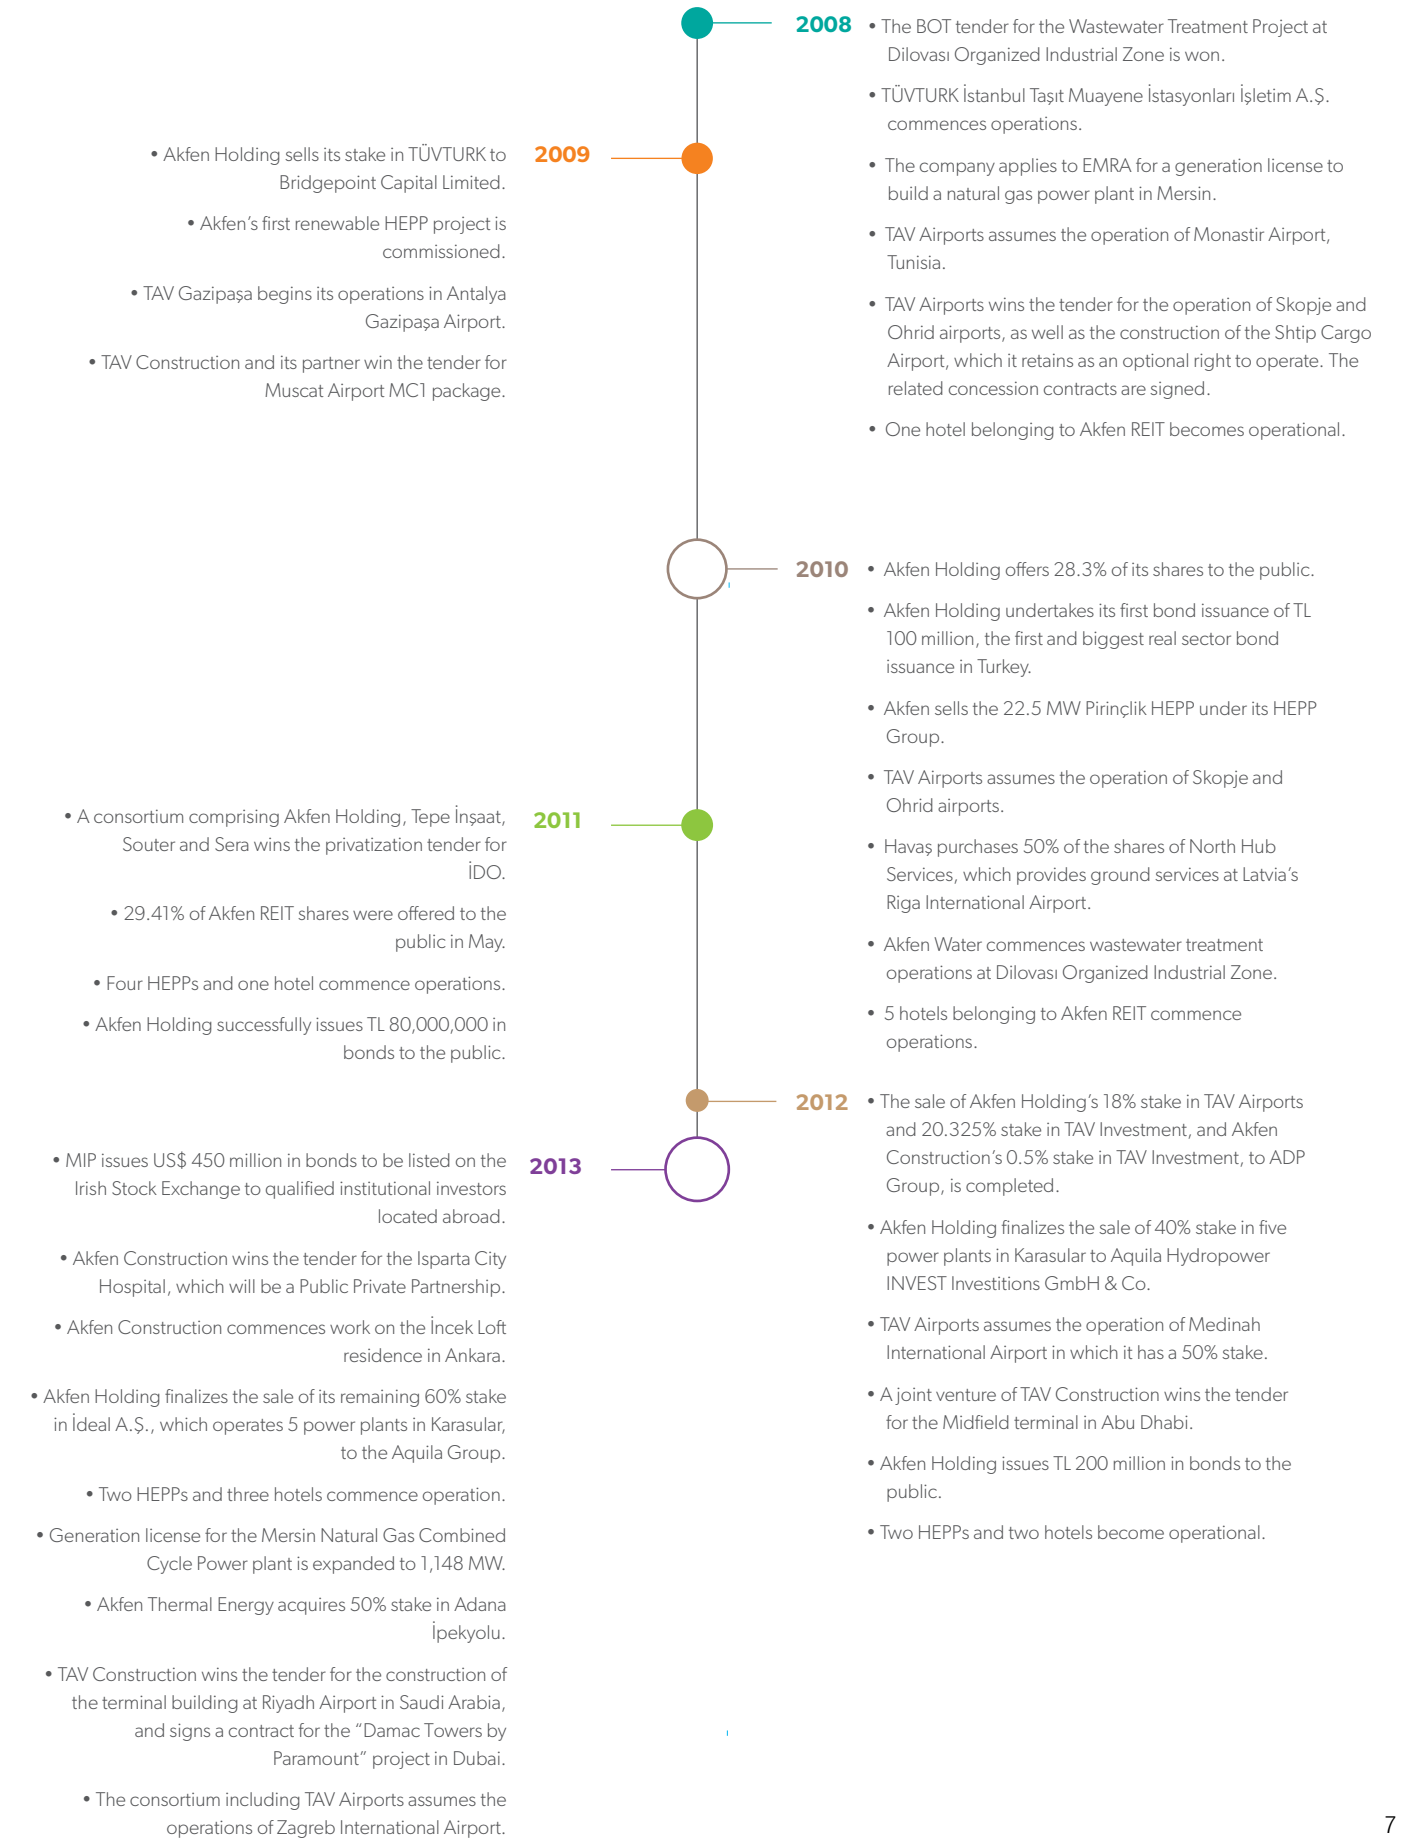 2008
• The BOT tender for the Wastewater Treatment Project at
Dilovası Organized Industrial Zone is won.
• TÜVTURK İstanbul Taşıt Muayene İstasyonları İşletim A.Ş.
commences operations.
• The company applies to EMRA for a generation license to
build a natural gas power plant in Mersin.
• TAV Airports assumes the operation of Monastir Airport,
Tunisia.
• TAV Airports wins the tender for the operation of Skopje and
Ohrid airports, as well as the construction of the Shtip Cargo
Airport, which it retains as an optional right to operate. The
related concession contracts are signed.
• One hotel belonging to Akfen REIT becomes operational.
2009
• Akfen Holding sells its stake in TÜVTURK to
Bridgepoint Capital Limited.
• Akfen’s first renewable HEPP project is
commissioned.
• TAV Gazipaşa begins its operations in Antalya
Gazipaşa Airport.
• TAV Construction and its partner win the tender for
Muscat Airport MC1 package.
2010
• Akfen Holding offers 28.3% of its shares to the public.
• Akfen Holding undertakes its first bond issuance of TL
100 million, the first and biggest real sector bond
issuance in Turkey.
• Akfen sells the 22.5 MW Pirinçlik HEPP under its HEPP
Group.
• TAV Airports assumes the operation of Skopje and
Ohrid airports.
• Havaş purchases 50% of the shares of North Hub
Services, which provides ground services at Latvia’s
Riga International Airport.
• Akfen Water commences wastewater treatment
operations at Dilovası Organized Industrial Zone.
• 5 hotels belonging to Akfen REIT commence
operations.
2011
• A consortium comprising Akfen Holding, Tepe İnşaat,
Souter and Sera wins the privatization tender for
İDO.
• 29.41% of Akfen REIT shares were offered to the
public in May.
• Four HEPPs and one hotel commence operations.
• Akfen Holding successfully issues TL 80,000,000 in
bonds to the public.
2012
• The sale of Akfen Holding’s 18% stake in TAV Airports
and 20.325% stake in TAV Investment, and Akfen
Construction’s 0.5% stake in TAV Investment, to ADP
Group, is completed.
• Akfen Holding finalizes the sale of 40% stake in five
power plants in Karasular to Aquila Hydropower
INVEST Investitions GmbH & Co.
• TAV Airports assumes the operation of Medinah
International Airport in which it has a 50% stake.
• A joint venture of TAV Construction wins the tender
for the Midfield terminal in Abu Dhabi.
• Akfen Holding issues TL 200 million in bonds to the
public.
• Two HEPPs and two hotels become operational.
2013
• MIP issues US$ 450 million in bonds to be listed on the
Irish Stock Exchange to qualified institutional investors
located abroad.
• Akfen Construction wins the tender for the Isparta City
Hospital, which will be a Public Private Partnership.
• Akfen Construction commences work on the İncek Loft
residence in Ankara.
• Akfen Holding finalizes the sale of its remaining 60% stake
in İdeal A.Ş., which operates 5 power plants in Karasular,
to the Aquila Group.
• Two HEPPs and three hotels commence operation.
• Generation license for the Mersin Natural Gas Combined
Cycle Power plant is expanded to 1,148 MW.
• Akfen Thermal Energy acquires 50% stake in Adana
İpekyolu.
• TAV Construction wins the tender for the construction of
the terminal building at Riyadh Airport in Saudi Arabia,
and signs a contract for the “Damac Towers by
Paramount” project in Dubai.
• The consortium including TAV Airports assumes the
operations of Zagreb International Airport.
7